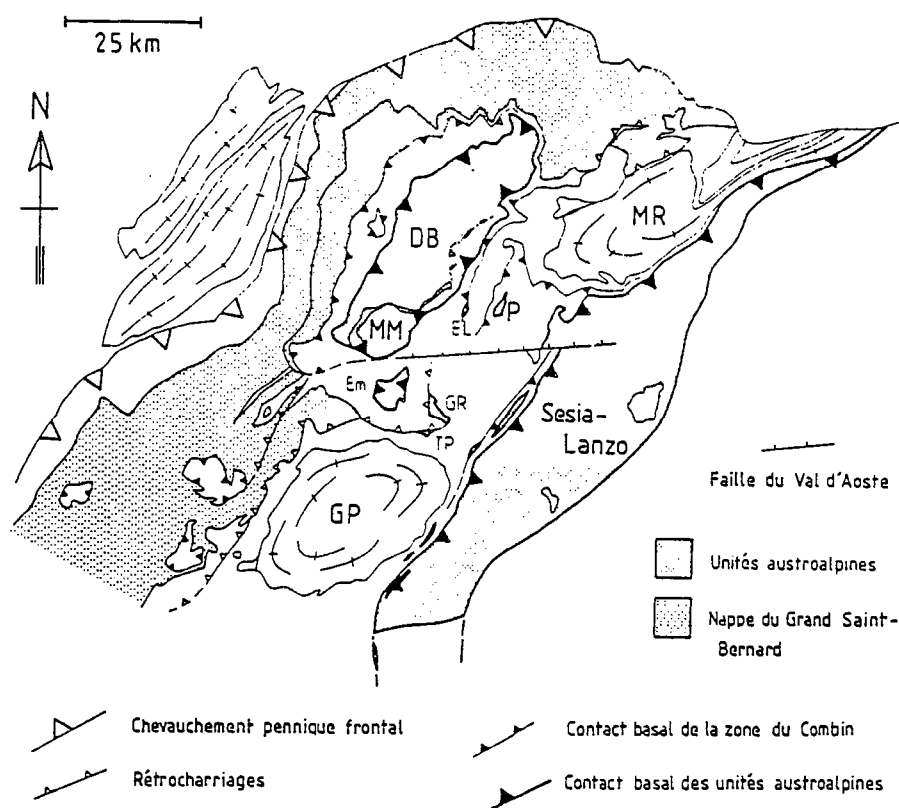 25 km
N
DB
MR
MM
EL
P
Em
GR
TP
GP
Sesia-
Lanzo
Faille du Val d'Aoste
Unités austroalpines
Nappe du Grand Saint-
Bernard
Chevauchement pennique frontal
Rétrocharriages
Contact basal de la zone du Combin
Contact basal des unités austroalpines